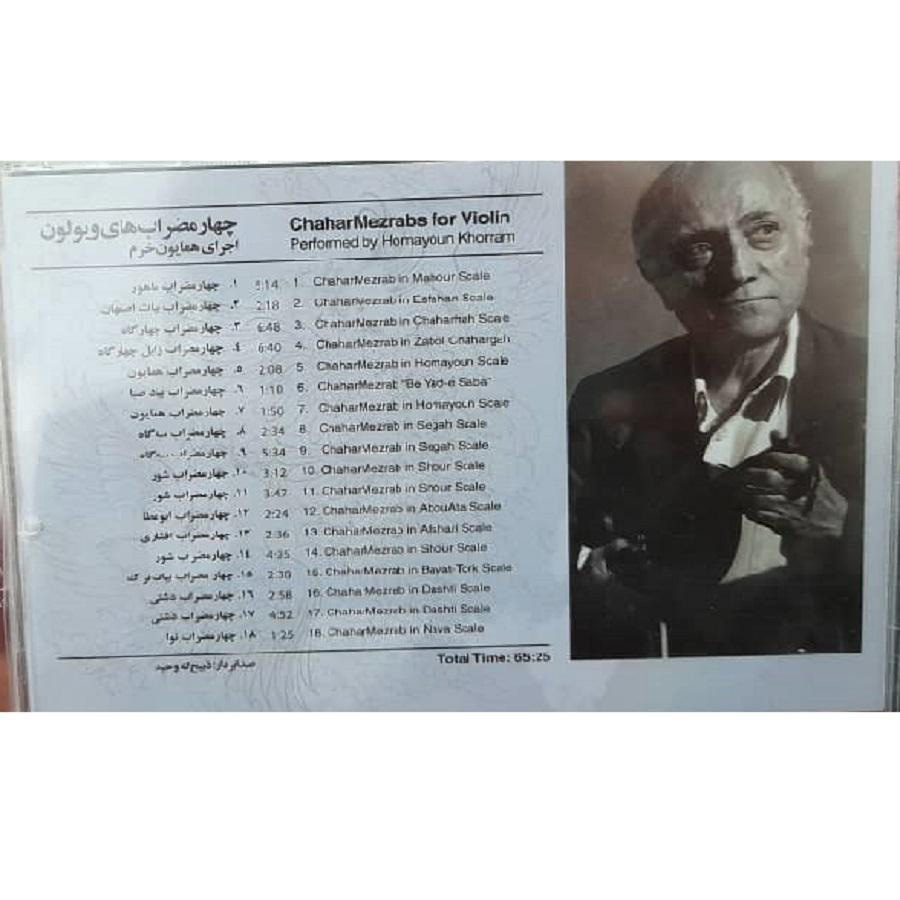 چهارمضراب‌های ویولون
اجرای همایون خرم
ChaharMezrabs for Violin
Performed by Homayoun Khorram
۱. چهارمضراب ماهور 5:14 1. ChaharMezrab in Mahour Scale
۲. چهارمضراب بیات اصفهان 2:18 2. ChaharMezrab in Esfahan Scale
۳. چهارمضراب چهارگاه 6:48 3. ChaharMezrab in Chahargah Scale
۴. چهارمضراب زابل چهارگاه 6:40 4. ChaharMezrab in Zabol Chahargah
۵. چهارمضراب همایون 2:08 5. ChaharMezrab in Homayoun Scale
۶. چهارمضراب بیاد صبا 1:10 6. ChaharMezrab "Be Yad-e Saba"
۷. چهارمضراب همایون 1:50 7. ChaharMezrab in Homayoun Scale
۸. چهارمضراب سه‌گاه 2:34 8. ChaharMezrab in Segah Scale
۹. چهارمضراب سه‌گاه 5:34 9. ChaharMezrab in Segah Scale
۱۰. چهارمضراب شور 3:12 10. ChaharMezrab in Shour Scale
۱۱. چهارمضراب شور 3:47 11. ChaharMezrab in Shour Scale
۱۲. چهارمضراب ابوعطا 2:24 12. ChaharMezrab in AbouAta Scale
۱۳. چهارمضراب افشاری 2:36 13. ChaharMezrab in Afshari Scale
۱۴. چهارمضراب شور 4:35 14. ChaharMezrab in Shour Scale
۱۵. چهارمضراب بیات ترک 2:30 15. ChaharMezrab in Bayat-Tork Scale
۱۶. چهارمضراب دشتی 2:58 16. ChaharMezrab in Dashti Scale
۱۷. چهارمضراب دشتی 4:52 17. ChaharMezrab in Dashti Scale
۱۸. چهارمضراب نوا 1:25 18. ChaharMezrab in Nava Scale
صدابردار: ذبیح‌اله وحید
Total Time: 65:25